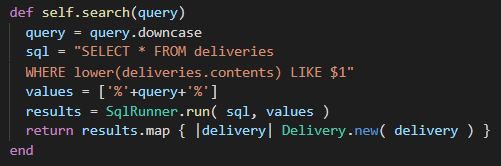 def self.search(query)
query = query.downcase
sql = "SELECT * FROM deliveries
WHERE lower(deliveries.contents) LIKE $1"
values = ['%'+query+'%']
results = SqlRunner.run( sql, values )
return results.map { |delivery| Delivery.new( delivery ) }
end